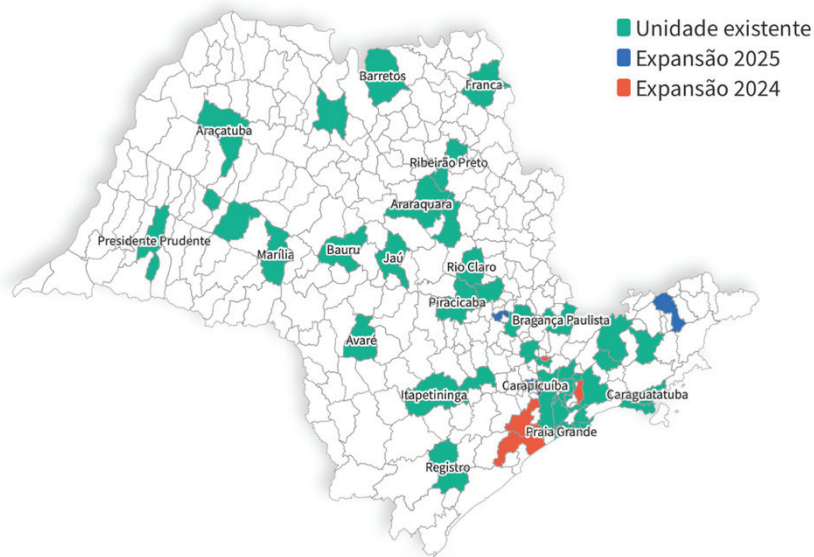 Unidade existente
Expansão 2025
Expansão 2024
Barretos
Franca
Araçatuba
Ribeirão Preto
Araraquara
Presidente Prudente
Marília
Bauru
Jaú
Rio Claro
Piracicaba
Bragança Paulista
Avaré
Itapetininga
Carapicuíba
Caraguatatuba
Praia Grande
Registro